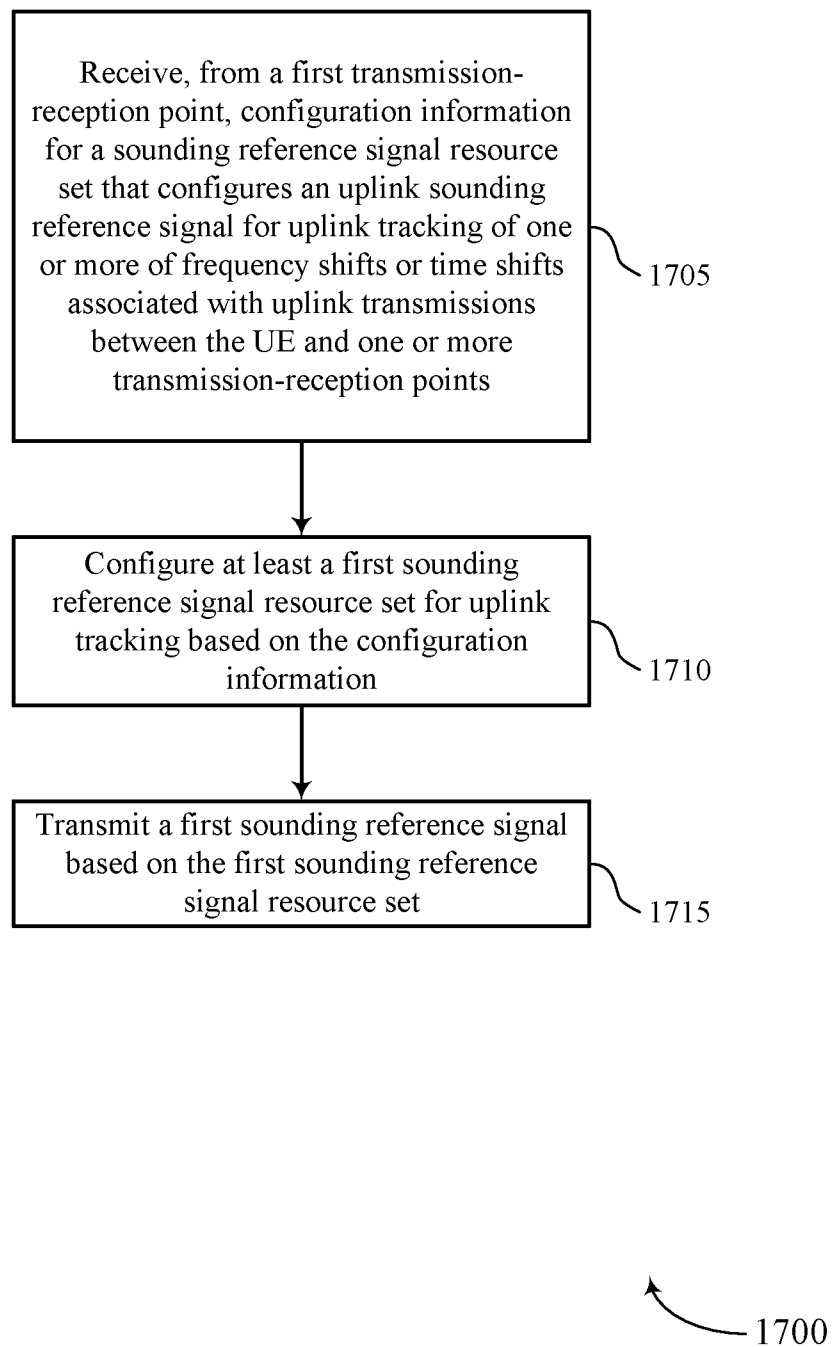 Receive, from a first transmission-
reception point, configuration information
for a sounding reference signal resource
set that configures an uplink sounding
reference signal for uplink tracking of one
or more of frequency shifts or time shifts
associated with uplink transmissions
between the UE and one or more
transmission-reception points
1705
Configure at least a first sounding
reference signal resource set for uplink
tracking based on the configuration
information
1710
Transmit a first sounding reference signal
based on the first sounding reference
signal resource set
1715
1700